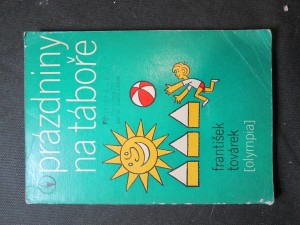 prázdniny
na táboře
františek
továrek
[olympia]